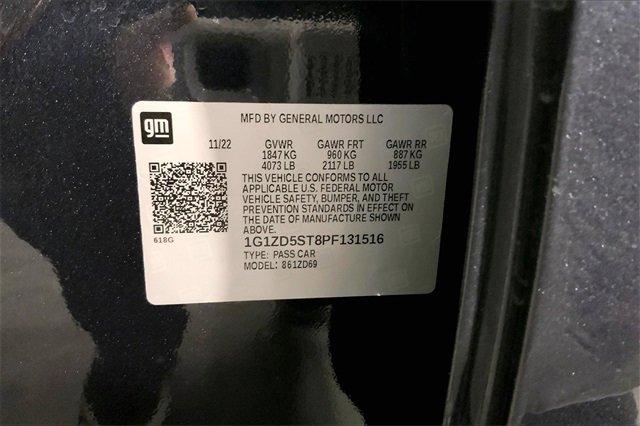 MFD BY GENERAL MOTORS LLC
gm
11/22 GVWR GAWR FRT GAWR RR
1847 KG 960 KG 887 KG
4073 LB 2117 LB 1955 LB
THIS VEHICLE CONFORMS TO ALL
APPLICABLE U.S. FEDERAL MOTOR
VEHICLE SAFETY, BUMPER, AND THEFT
PREVENTION STANDARDS IN EFFECT ON
THE DATE OF MANUFACTURE SHOWN
ABOVE.
618G
1G1ZD5ST8PF131516
TYPE: PASS CAR
MODEL: 861ZD69